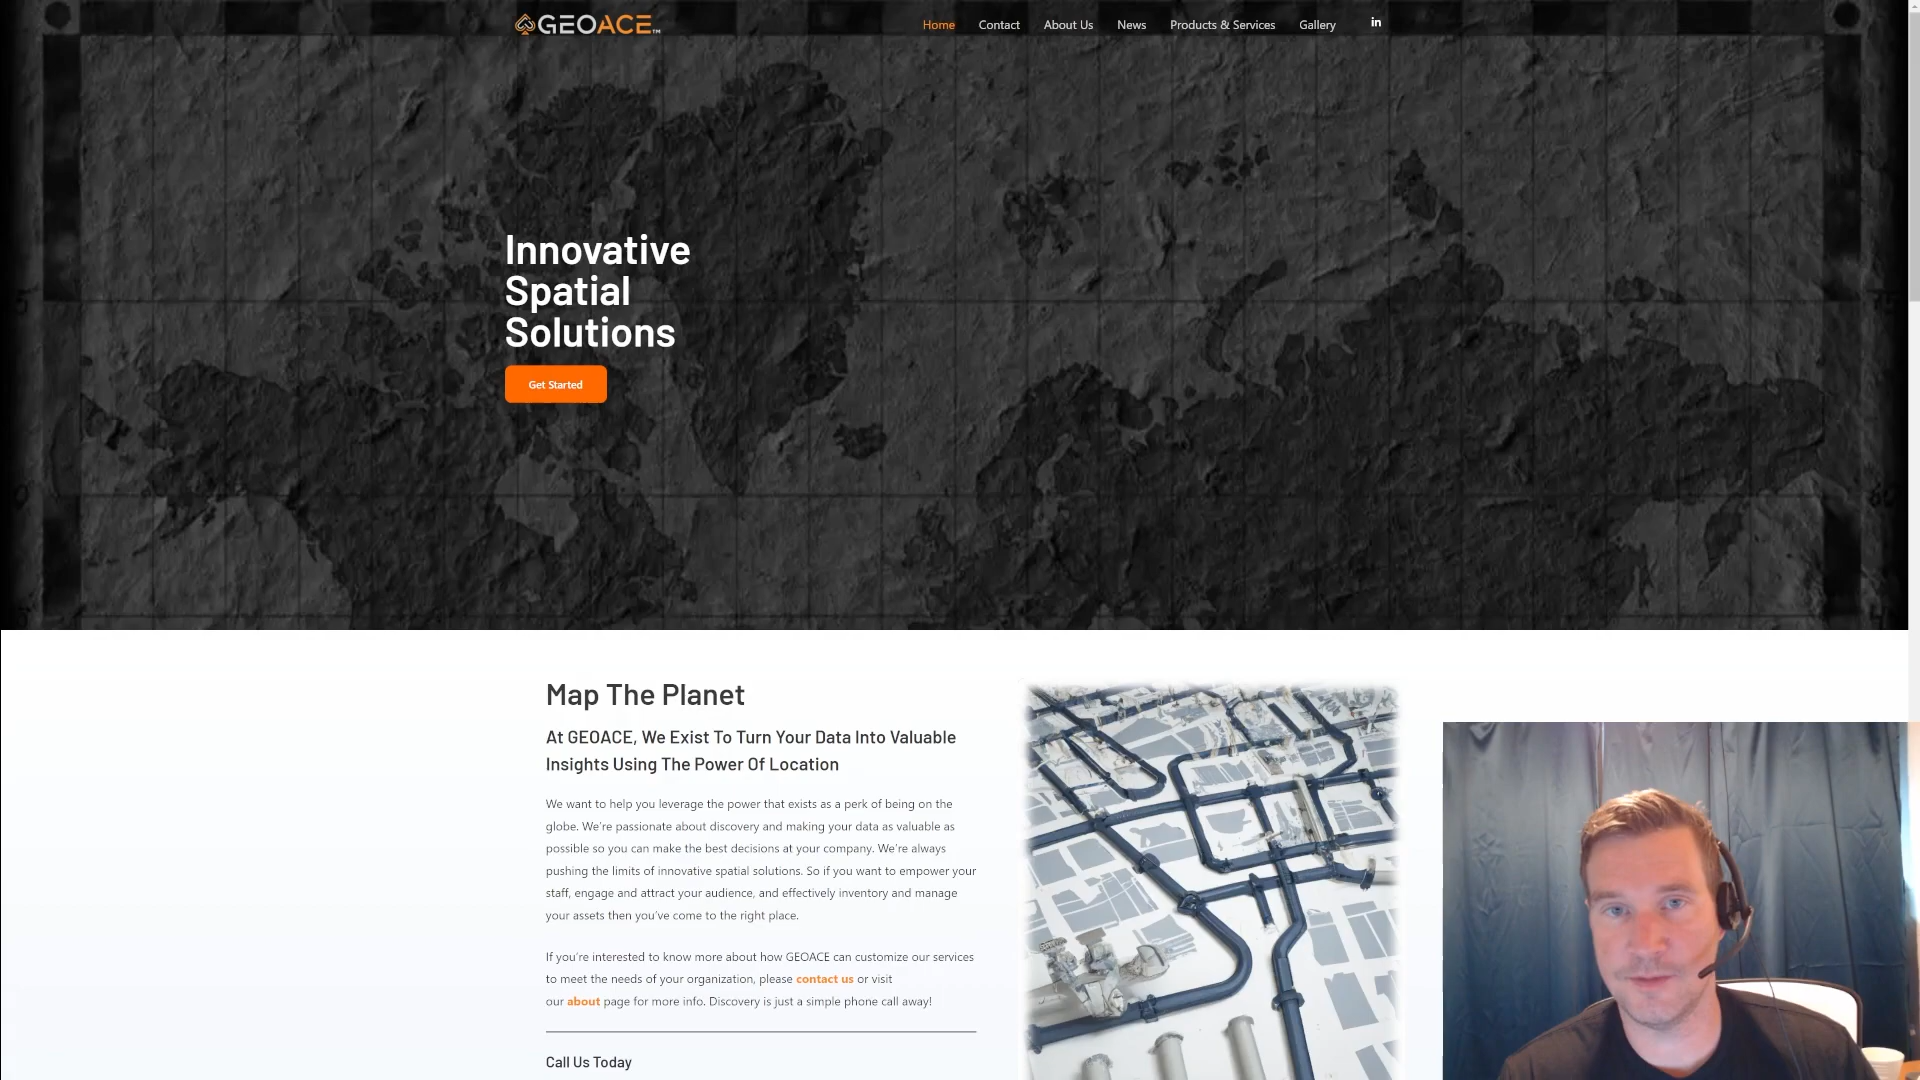 GEOACE™
Home Contact About Us News Products & Services Gallery in
Innovative
Spatial
Solutions
Get Started
Map The Planet
At GEOACE, We Exist To Turn Your Data Into Valuable
Insights Using The Power Of Location
We want to help you leverage the power that exists as a perk of being on the
globe. We're passionate about discovery and making your data as valuable as
possible so you can make the best decisions at your company. We're always
pushing the limits of innovative spatial solutions. So if you want to empower your
staff, engage and attract your audience, and effectively inventory and manage
your assets then you've come to the right place.
If you're interested to know more about how GEOACE can customize our services
to meet the needs of your organization, please contact us or visit
our about page for more info. Discovery is just a simple phone call away!
Call Us Today